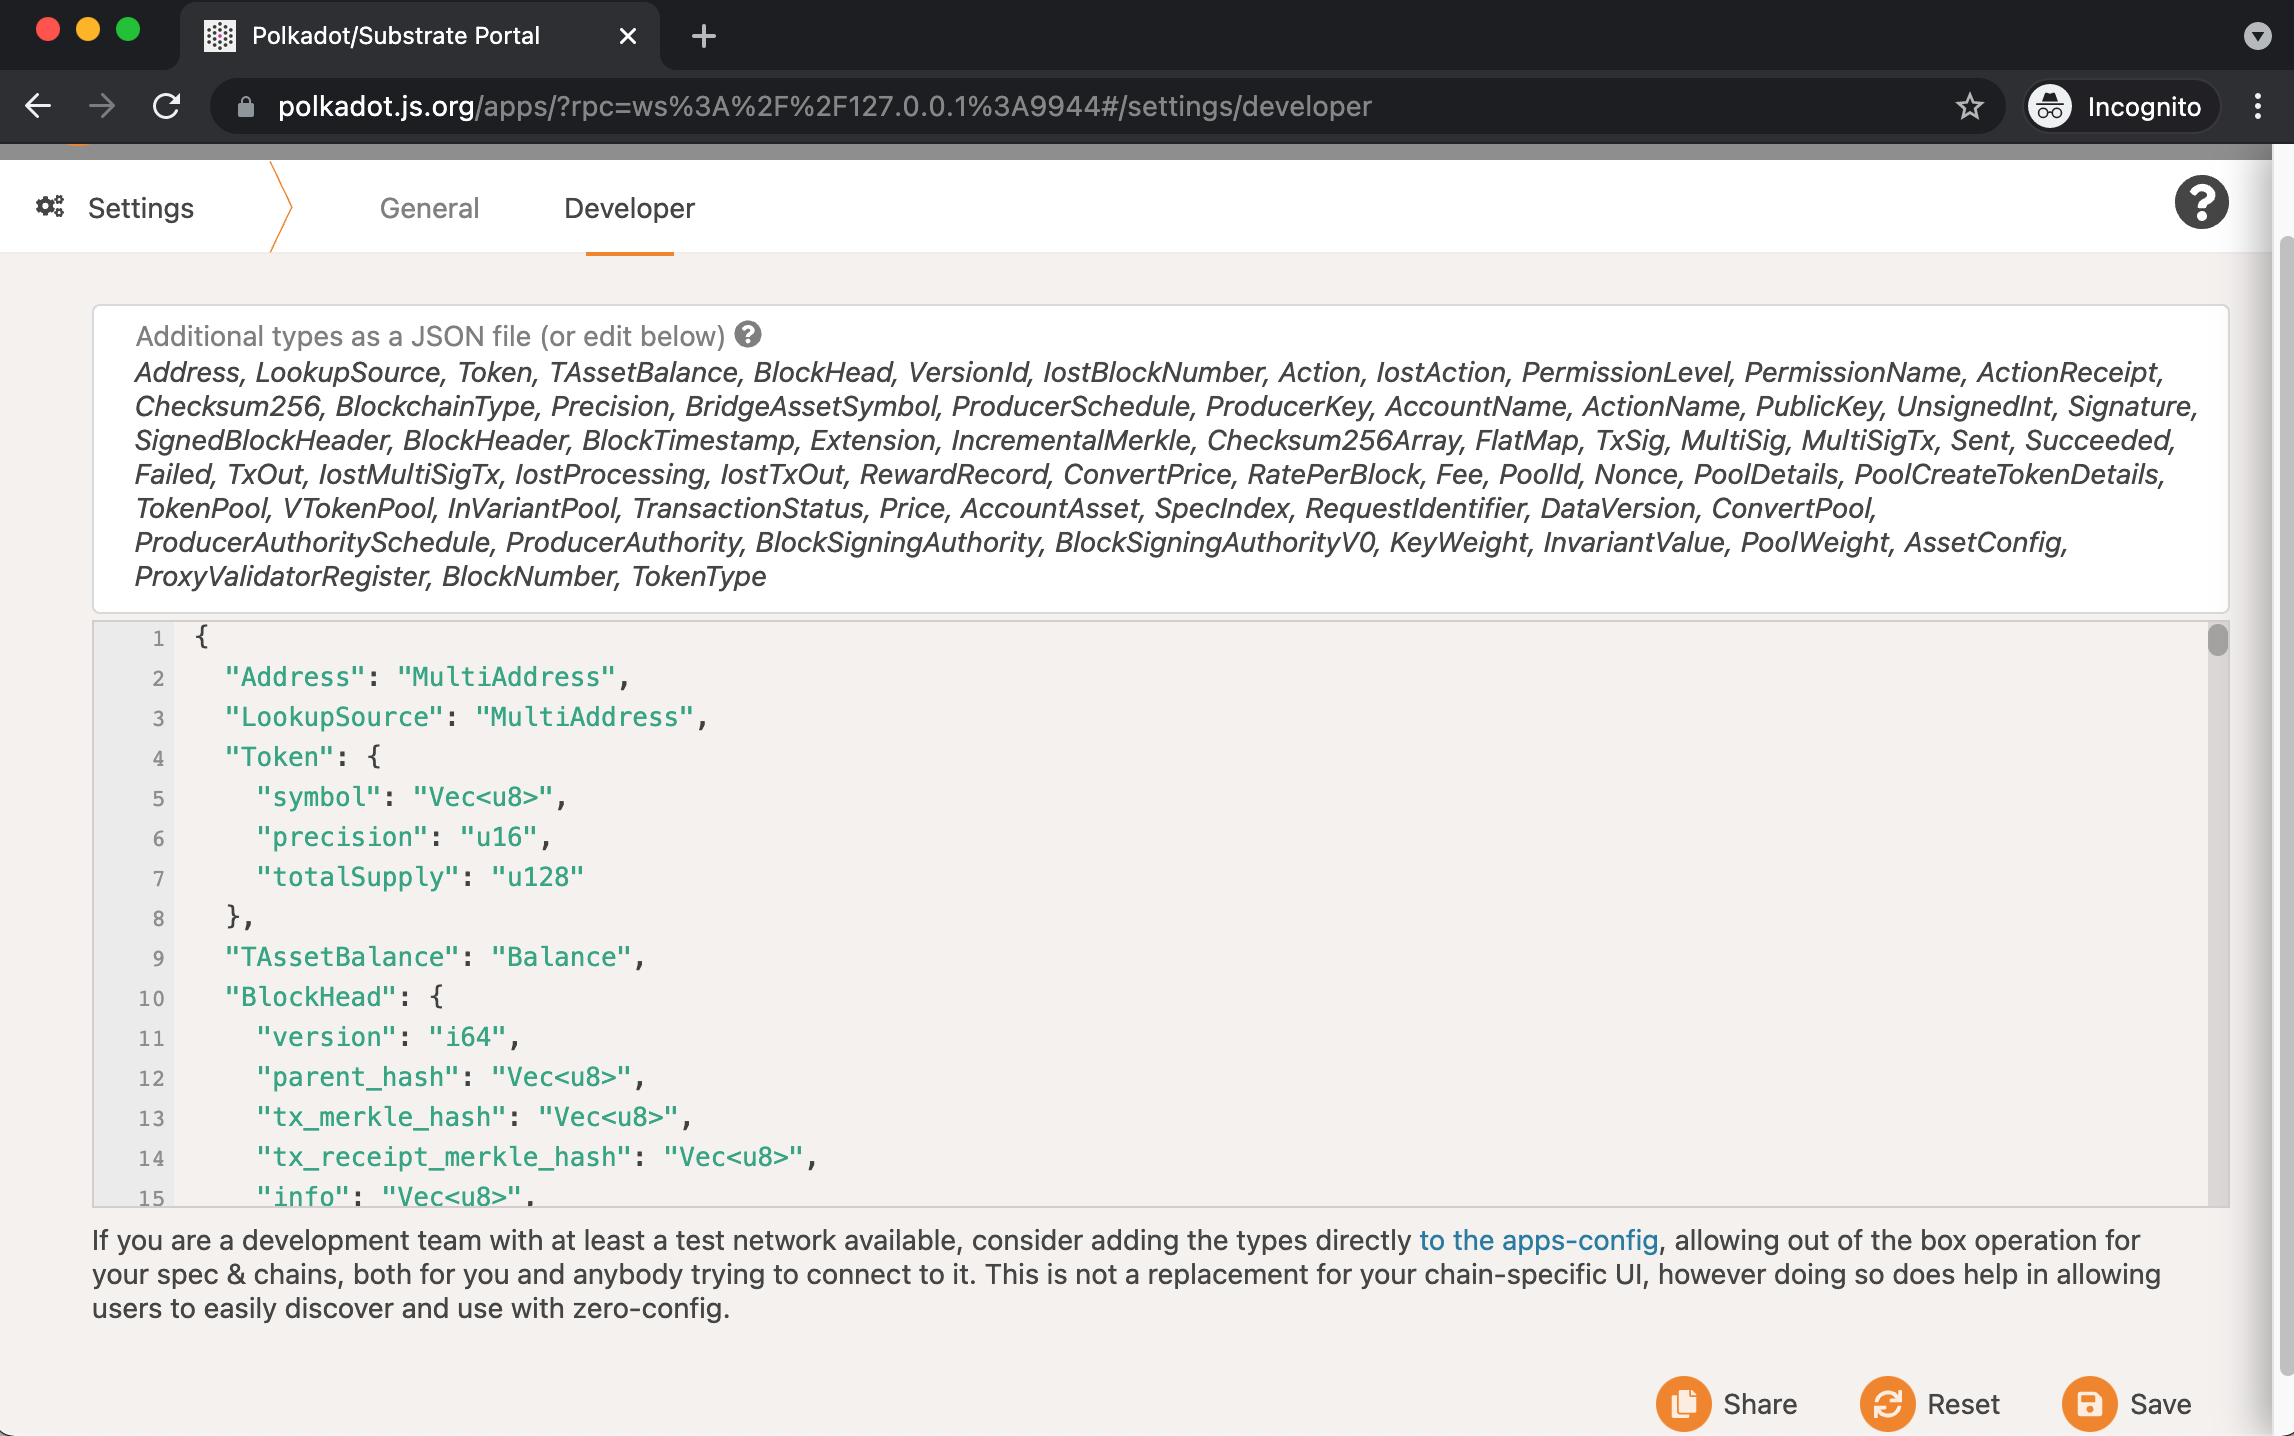 Polkadot/Substrate Portal
polkadot.js.org/apps/?rpc=ws%3A%2F%2F127.0.0.1%3A9944#/settings/developer
Incognito
Settings
General
Developer
Additional types as a JSON file (or edit below)
Address, LookupSource, Token, TAssetBalance, BlockHead, VersionId, IostBlockNumber, Action, IostAction, PermissionLevel, PermissionName, ActionReceipt,
Checksum256, BlockchainType, Precision, BridgeAssetSymbol, ProducerSchedule, ProducerKey, AccountName, ActionName, PublicKey, UnsignedInt, Signature,
SignedBlockHeader, BlockHeader, BlockTimestamp, Extension, IncrementalMerkle, Checksum256Array, FlatMap, TxSig, MultiSig, MultiSigTx, Sent, Succeeded,
Failed, TxOut, IostMultiSigTx, IostProcessing, IostTxOut, RewardRecord, ConvertPrice, RatePerBlock, Fee, PoolId, Nonce, PoolDetails, PoolCreateTokenDetails,
TokenPool, VTokenPool, InVariantPool, TransactionStatus, Price, AccountAsset, SpecIndex, RequestIdentifier, DataVersion, ConvertPool,
ProducerAuthoritySchedule, ProducerAuthority, BlockSigningAuthority, BlockSigningAuthorityV0, KeyWeight, InvariantValue, PoolWeight, AssetConfig,
ProxyValidatorRegister, BlockNumber, TokenType
1 {
2 "Address": "MultiAddress",
3 "LookupSource": "MultiAddress",
4 "Token": {
5 "symbol": "Vec<u8>",
6 "precision": "u16",
7 "totalSupply": "u128"
8 },
9 "TAssetBalance": "Balance",
10 "BlockHead": {
11 "version": "i64",
12 "parent_hash": "Vec<u8>",
13 "tx_merkle_hash": "Vec<u8>",
14 "tx_receipt_merkle_hash": "Vec<u8>",
15 "info": "Vec<u8>",
If you are a development team with at least a test network available, consider adding the types directly to the apps-config, allowing out of the box operation for
your spec & chains, both for you and anybody trying to connect to it. This is not a replacement for your chain-specific UI, however doing so does help in allowing
users to easily discover and use with zero-config.
Share
Reset
Save